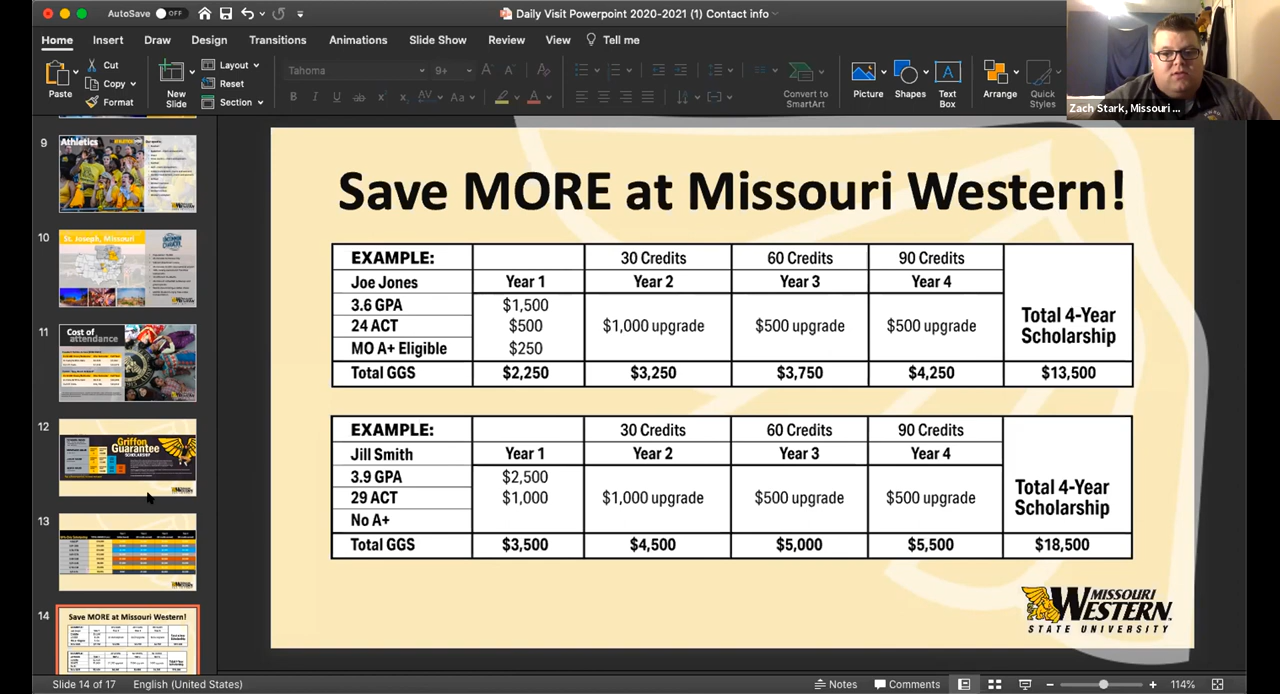 AutoSave OFF
Daily Visit Powerpoint 2020-2021 (1) Contact info
Home Insert Draw Design Transitions Animations Slide Show Review View Tell me
Paste
Cut
Copy
Format
New Slide
Layout
Reset
Section
Tahoma 9+
Convert to SmartArt
Picture
Shapes
Text Box
Arrange
Quick Styles
Zach Stark, Missouri ...
9
Athletics
10
St. Joseph, Missouri
11
Cost of
attendance
12
Griffon
Guarantee
SCHOLARSHIP
13
14
Save MORE at Missouri Western!
Save MORE at Missouri Western!
EXAMPLE: 30 Credits 60 Credits 90 Credits
Joe Jones Year 1 Year 2 Year 3 Year 4
3.6 GPA $1,500
24 ACT $500 $1,000 upgrade $500 upgrade $500 upgrade
MO A+ Eligible $250
Total 4-Year
Scholarship
Total GGS $2,250 $3,250 $3,750 $4,250 $13,500
EXAMPLE: 30 Credits 60 Credits 90 Credits
Jill Smith Year 1 Year 2 Year 3 Year 4
3.9 GPA $2,500
29 ACT $1,000 $1,000 upgrade $500 upgrade $500 upgrade
No A+
Total 4-Year
Scholarship
Total GGS $3,500 $4,500 $5,000 $5,500 $18,500
MISSOURI
WESTERN
STATE UNIVERSITY
Slide 14 of 17 English (United States) Notes Comments 114%